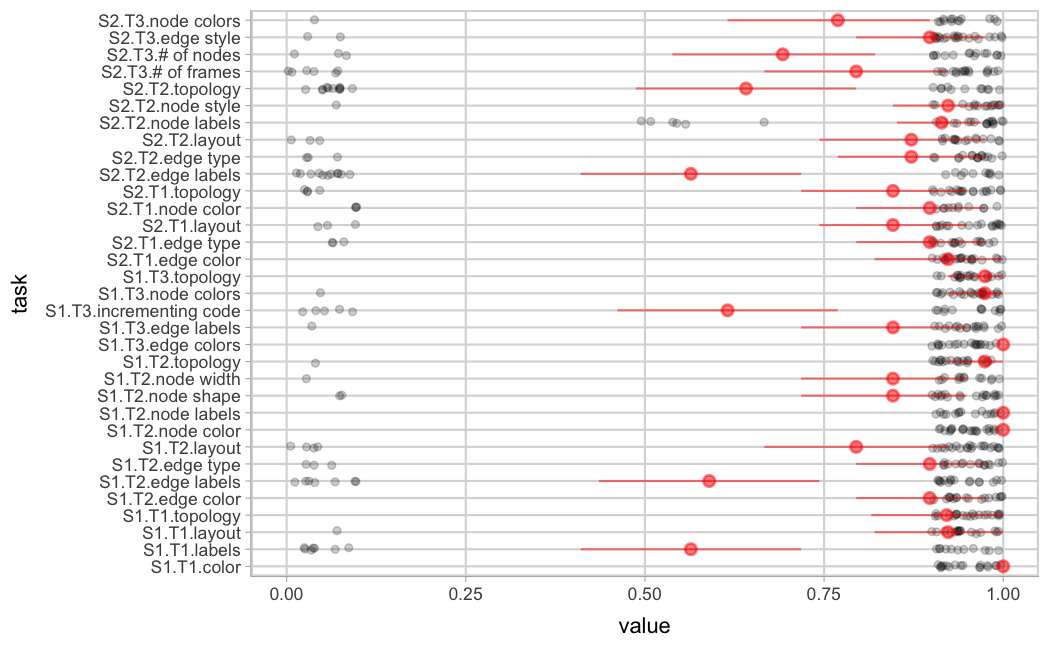 S2.T3.node colors
S2.T3.edge style
S2.T3.# of nodes
S2.T3.# of frames
S2.T2.topology
S2.T2.node style
S2.T2.node labels
S2.T2.layout
S2.T2.edge type
S2.T2.edge labels
S2.T1.topology
S2.T1.node color
S2.T1.layout
S2.T1.edge type
S2.T1.edge color
S1.T3.topology
S1.T3.node colors
S1.T3.incrementing code
S1.T3.edge labels
S1.T3.edge colors
S1.T2.topology
S1.T2.node width
S1.T2.node shape
S1.T2.node labels
S1.T2.node color
S1.T2.layout
S1.T2.edge type
S1.T2.edge labels
S1.T2.edge color
S1.T1.topology
S1.T1.layout
S1.T1.labels
S1.T1.color
task
0.00 0.25 0.50 0.75 1.00
value